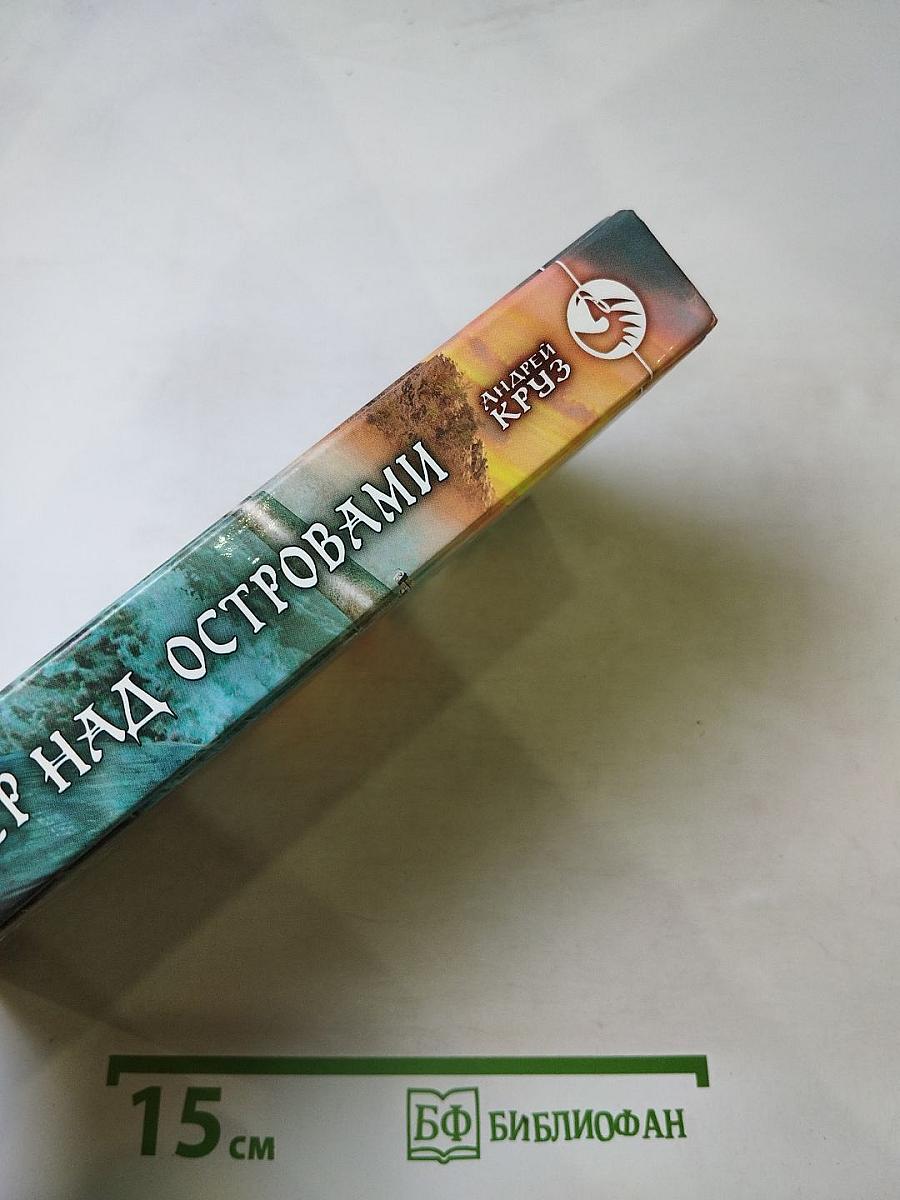 АНДРЕЙ
КРУЗ
НАД ОСТРОВАМИ
15 см
БФ БИБЛИОФАН